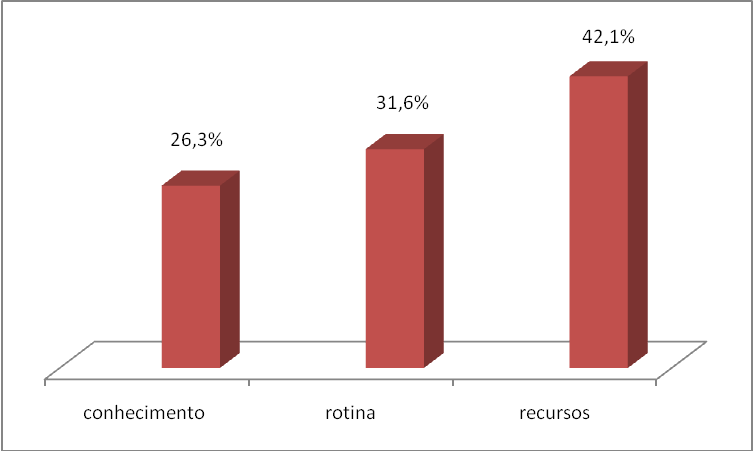 42,1%
31,6%
26,3%
conhecimento rotina recursos